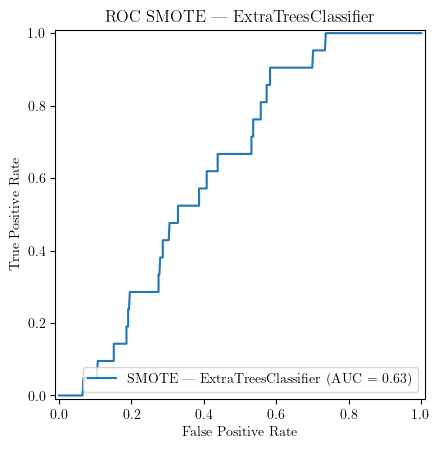 ROC SMOTE — ExtraTreesClassifier
1.0
0.8
0.6
0.4
0.2
0.0
True Positive Rate
SMOTE — ExtraTreesClassifier (AUC = 0.63)
0.0 0.2 0.4 0.6 0.8 1.0
False Positive Rate